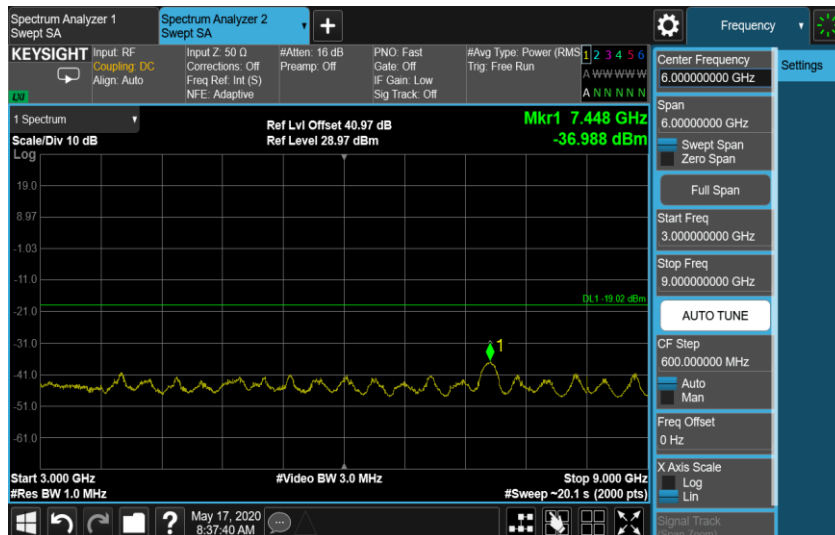 Spectrum Analyzer 1
Swept SA
Spectrum Analyzer 2
Swept SA
+
Frequency
KEYSIGHT
Input: RF
Coupling: DC
Align: Auto
Input Z: 50 Ω
Corrections: Off
Freq Ref: Int (S)
NFE: Adaptive
#Atten: 16 dB
Preamp: Off
PNO: Fast
Gate: Off
IF Gain: Low
Sig Track: Off
#Avg Type: Power (RMS
Trig: Free Run
1 2 3 4 5 6
A W W W W W
A N N N N N
LXI
1 Spectrum
Scale/Div 10 dB
Log
Ref Lvl Offset 40.97 dB
Ref Level 28.97 dBm
Mkr1 7.448 GHz
-36.988 dBm
19.0
8.97
-1.03
-11.0
-21.0
-31.0
-41.0
-51.0
-61.0
DL1 -19.02 dBm
1
Start 3.000 GHz
#Res BW 1.0 MHz
#Video BW 3.0 MHz
Stop 9.000 GHz
#Sweep ~20.1 s (2000 pts)
?
May 17, 2020
8:37:40 AM
Center Frequency
6.000000000 GHz
Span
6.00000000 GHz
Swept Span
Zero Span
Full Span
Start Freq
3.000000000 GHz
Stop Freq
9.000000000 GHz
AUTO TUNE
CF Step
600.000000 MHz
Auto
Man
Freq Offset
0 Hz
X Axis Scale
Log
Lin
Signal Track
(Span Zoom)
Settings